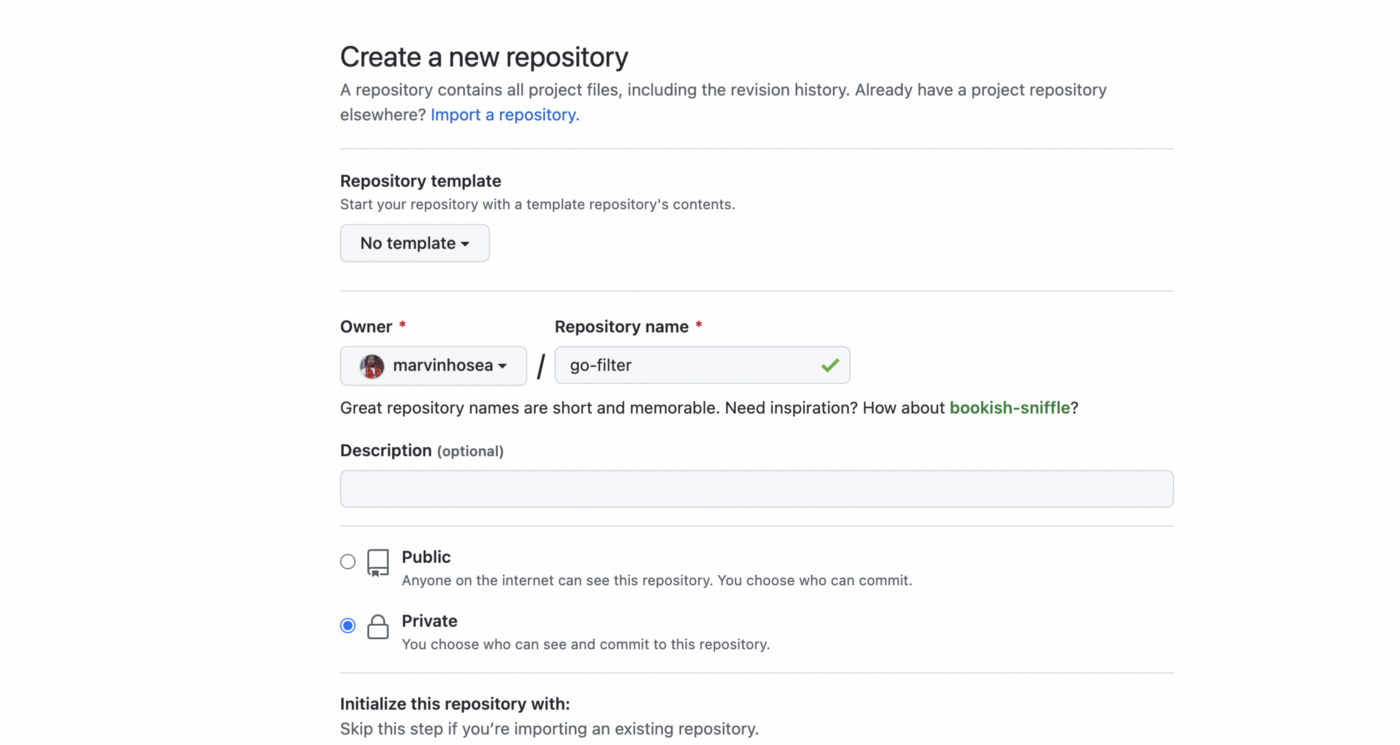 Create a new repository
A repository contains all project files, including the revision history. Already have a project repository
elsewhere? Import a repository.
Repository template
Start your repository with a template repository's contents.
No template
Owner * Repository name *
marvinhosea / go-filter
Great repository names are short and memorable. Need inspiration? How about bookish-sniffle?
Description (optional)
Public
Anyone on the internet can see this repository. You choose who can commit.
Private
You choose who can see and commit to this repository.
Initialize this repository with:
Skip this step if you’re importing an existing repository.